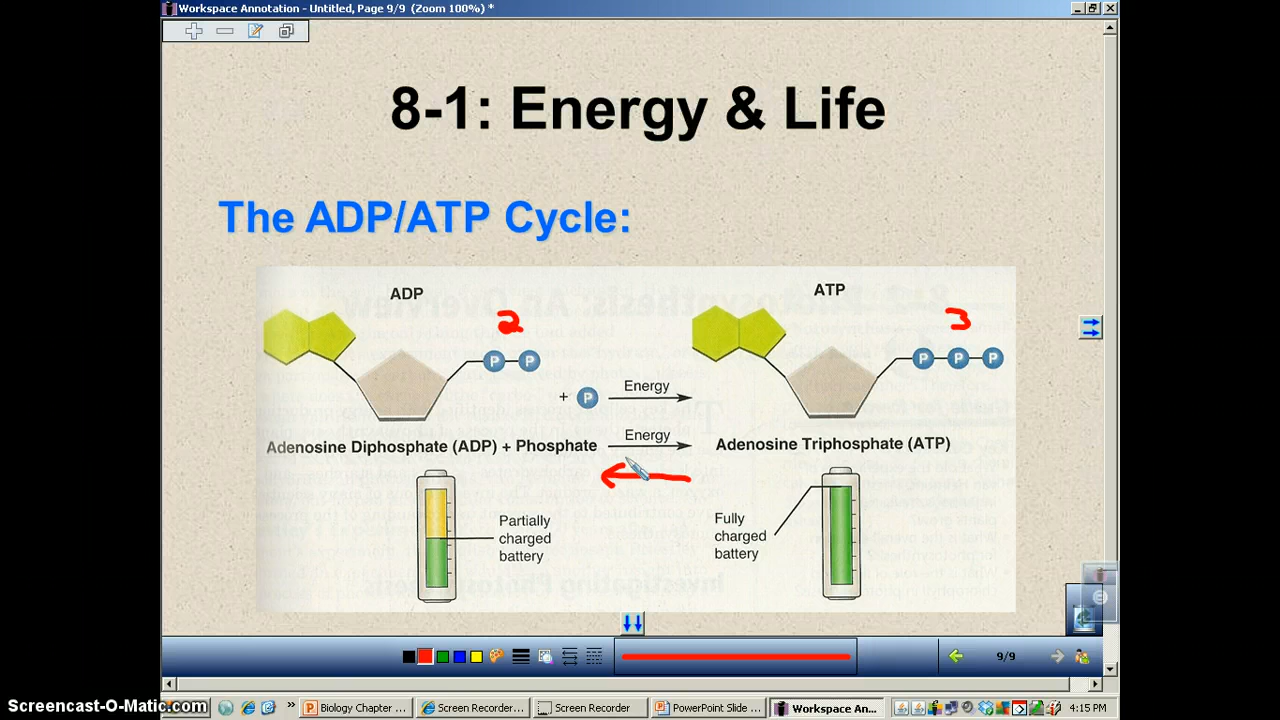 Workspace Annotation - Untitled, Page 9/9 (Zoom 100%) *
8-1: Energy & Life
The ADP/ATP Cycle:
ADP
ATP
2
3
P P
P P P
+ P Energy
Adenosine Diphosphate (ADP) + Phosphate Energy Adenosine Triphosphate (ATP)
Partially
charged
battery
Fully
charged
battery
9/9
Screencast-O-Matic.com
Biology Chapter ...
Screen Recorder...
Screen Recorder
PowerPoint Slide ...
Workspace An...
4:15 PM